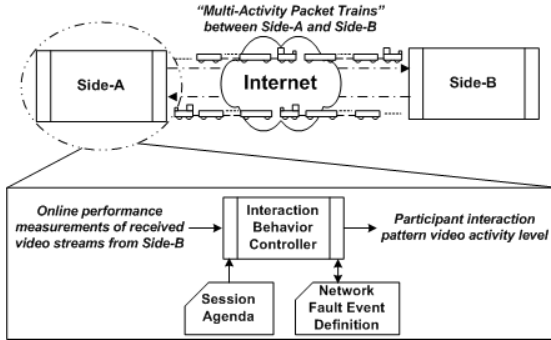 “Multi-Activity Packet Trains”
between Side-A and Side-B
Side-A
Internet
Side-B
Online performance
measurements of received
video streams from Side-B
Interaction
Behavior
Controller
Participant interaction
pattern video activity level
Session
Agenda
Network
Fault Event
Definition